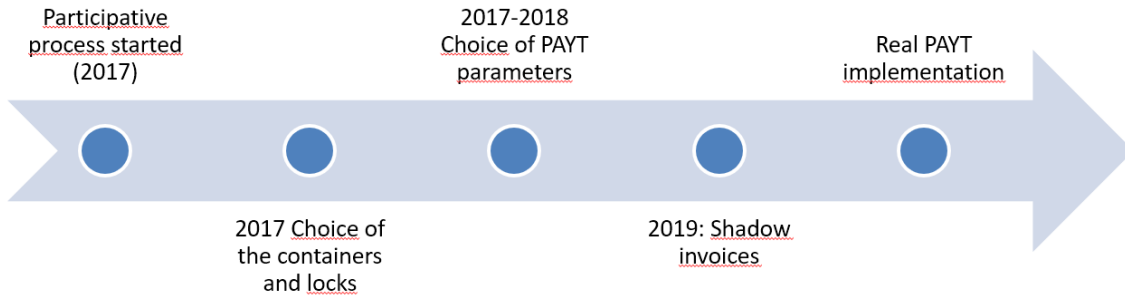 Participative
process started
(2017)
2017 Choice of
the containers
and locks
2017-2018
Choice of PAYT
parameters
2019: Shadow
invoices
Real PAYT
implementation